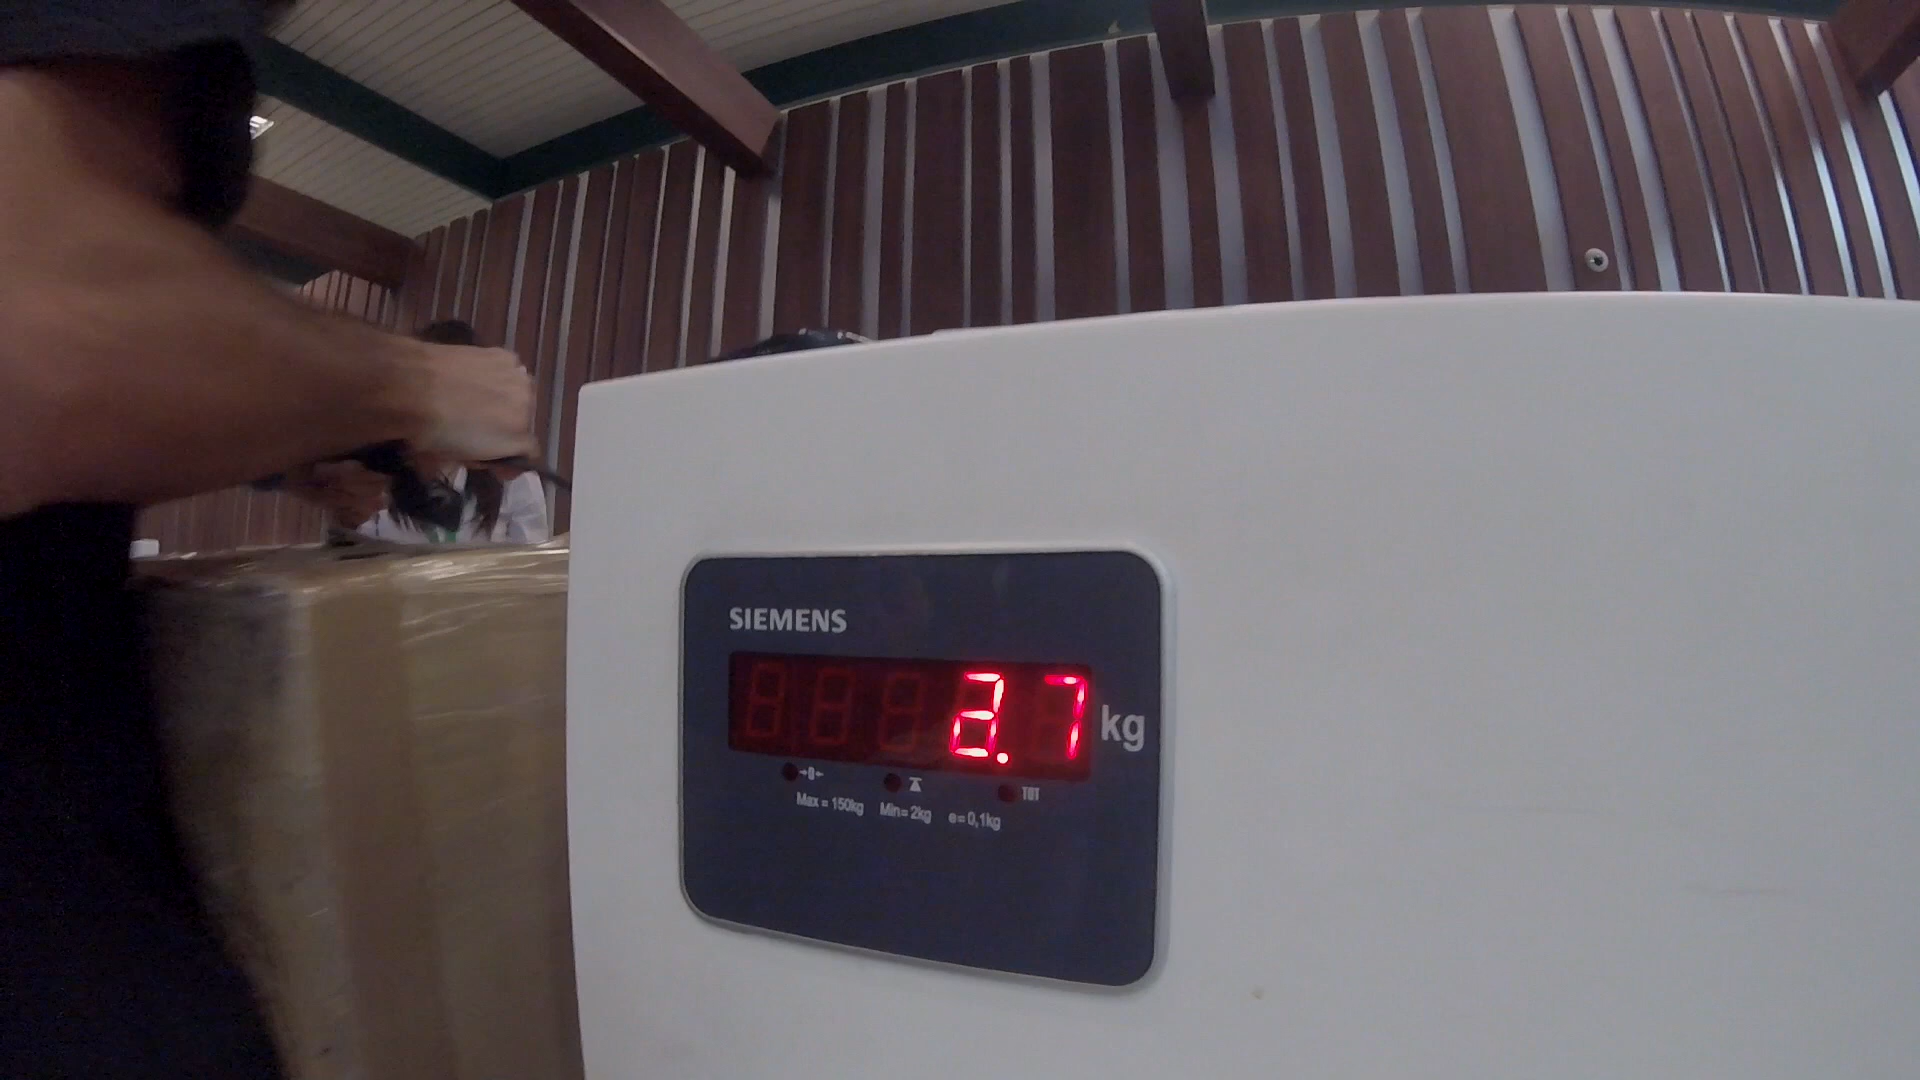 SIEMENS
2.7 kg
→0← TOT
Max = 150kg Min= 2kg e= 0,1kg